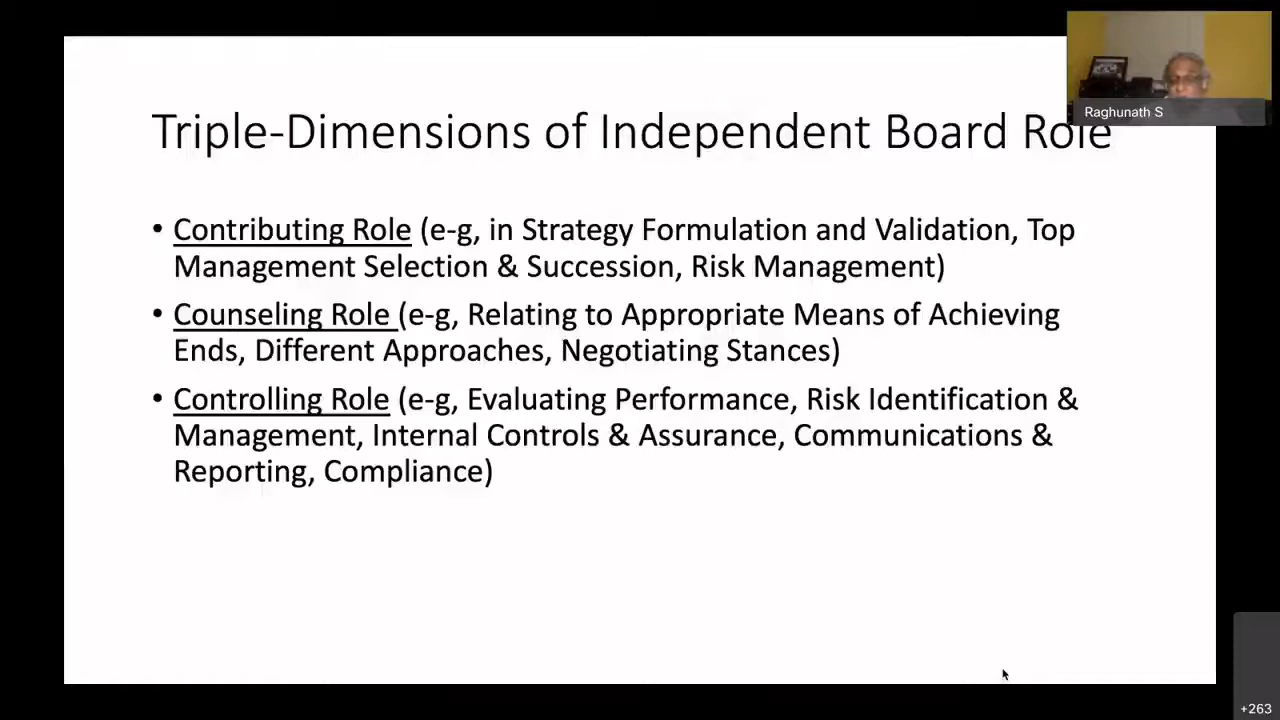 Raghunath S
Triple-Dimensions of Independent Board Role
• Contributing Role (e-g, in Strategy Formulation and Validation, Top
Management Selection & Succession, Risk Management)
• Counseling Role (e-g, Relating to Appropriate Means of Achieving
Ends, Different Approaches, Negotiating Stances)
• Controlling Role (e-g, Evaluating Performance, Risk Identification &
Management, Internal Controls & Assurance, Communications &
Reporting, Compliance)
+263